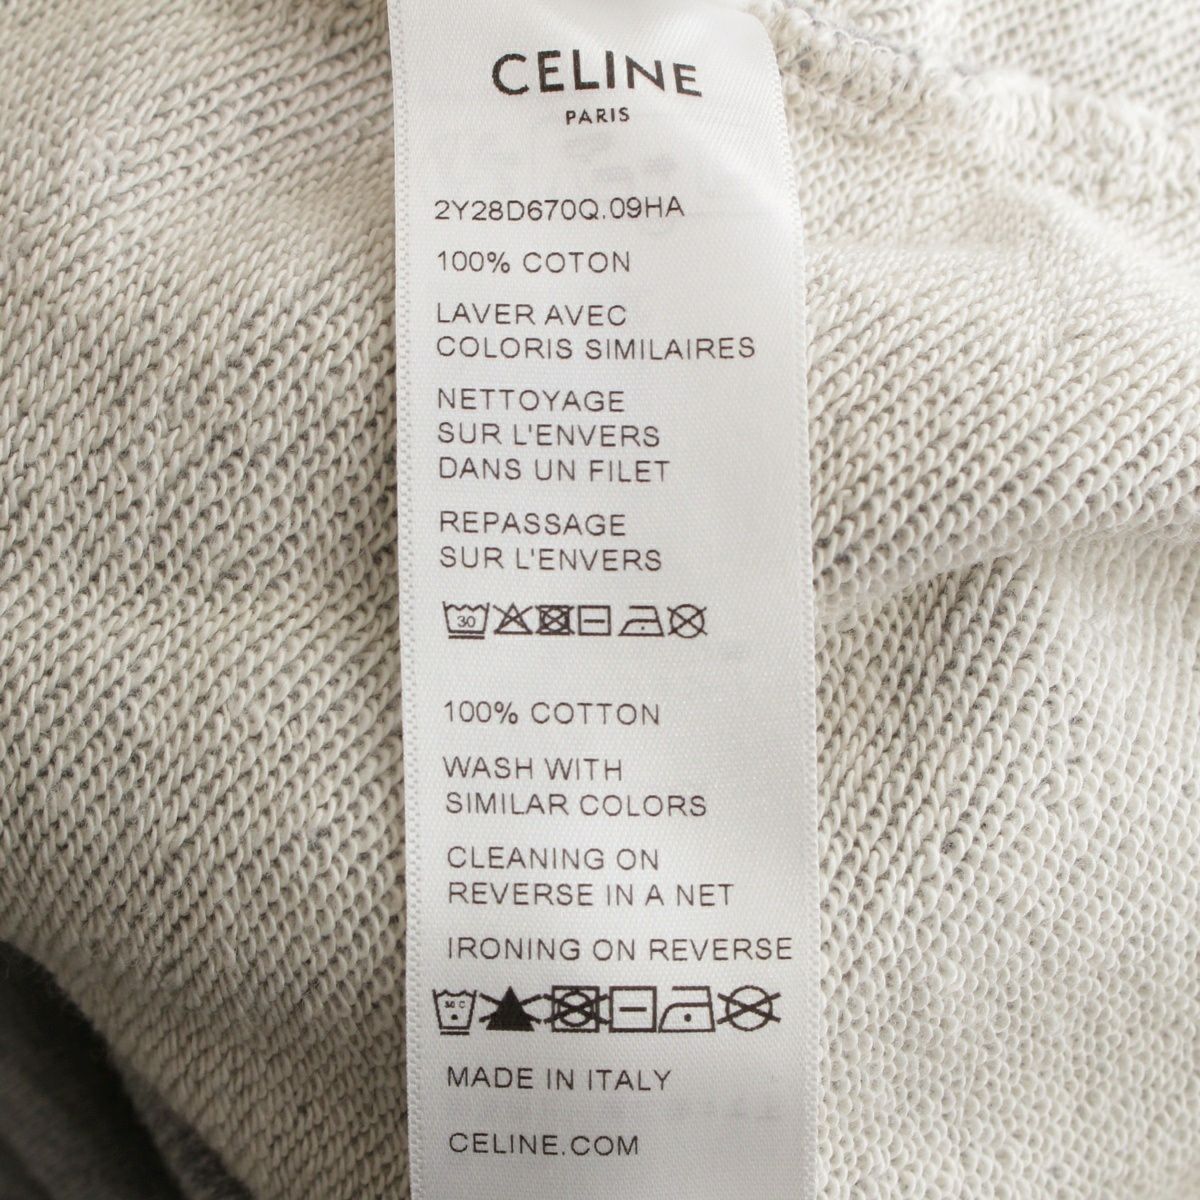 CELINE
PARIS
2Y28D670Q.09HA
100% COTON
LAVER AVEC
COLORIS SIMILAIRES
NETTOYAGE
SUR L'ENVERS
DANS UN FILET
REPASSAGE
SUR L'ENVERS
30
100% COTTON
WASH WITH
SIMILAR COLORS
CLEANING ON
REVERSE IN A NET
IRONING ON REVERSE
MADE IN ITALY
CELINE.COM